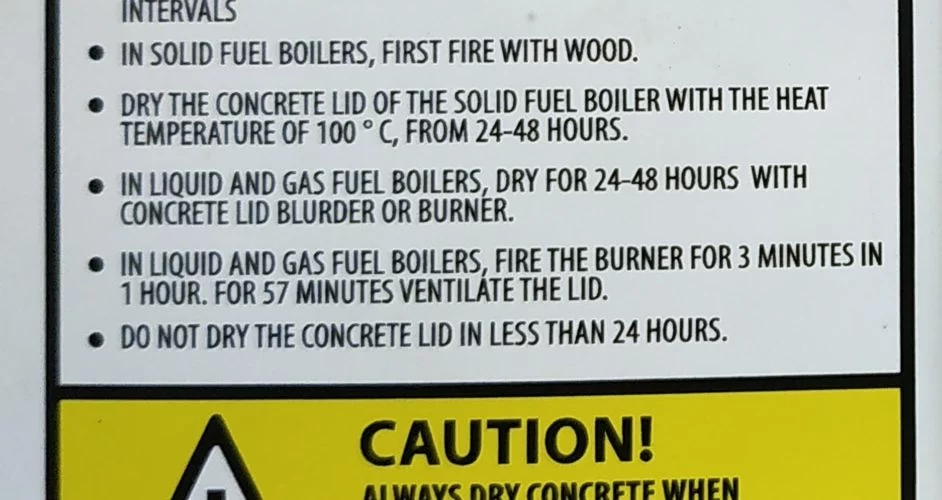 INTERVALS
• IN SOLID FUEL BOILERS, FIRST FIRE WITH WOOD.
• DRY THE CONCRETE LID OF THE SOLID FUEL BOILER WITH THE HEAT
TEMPERATURE OF 100 °C, FROM 24-48 HOURS.
• IN LIQUID AND GAS FUEL BOILERS, DRY FOR 24-48 HOURS WITH
CONCRETE LID BLURDER OR BURNER.
• IN LIQUID AND GAS FUEL BOILERS, FIRE THE BURNER FOR 3 MINUTES IN
1 HOUR. FOR 57 MINUTES VENTILATE THE LID.
• DO NOT DRY THE CONCRETE LID IN LESS THAN 24 HOURS.
CAUTION!
ALWAYS DRY CONCRETE WHEN